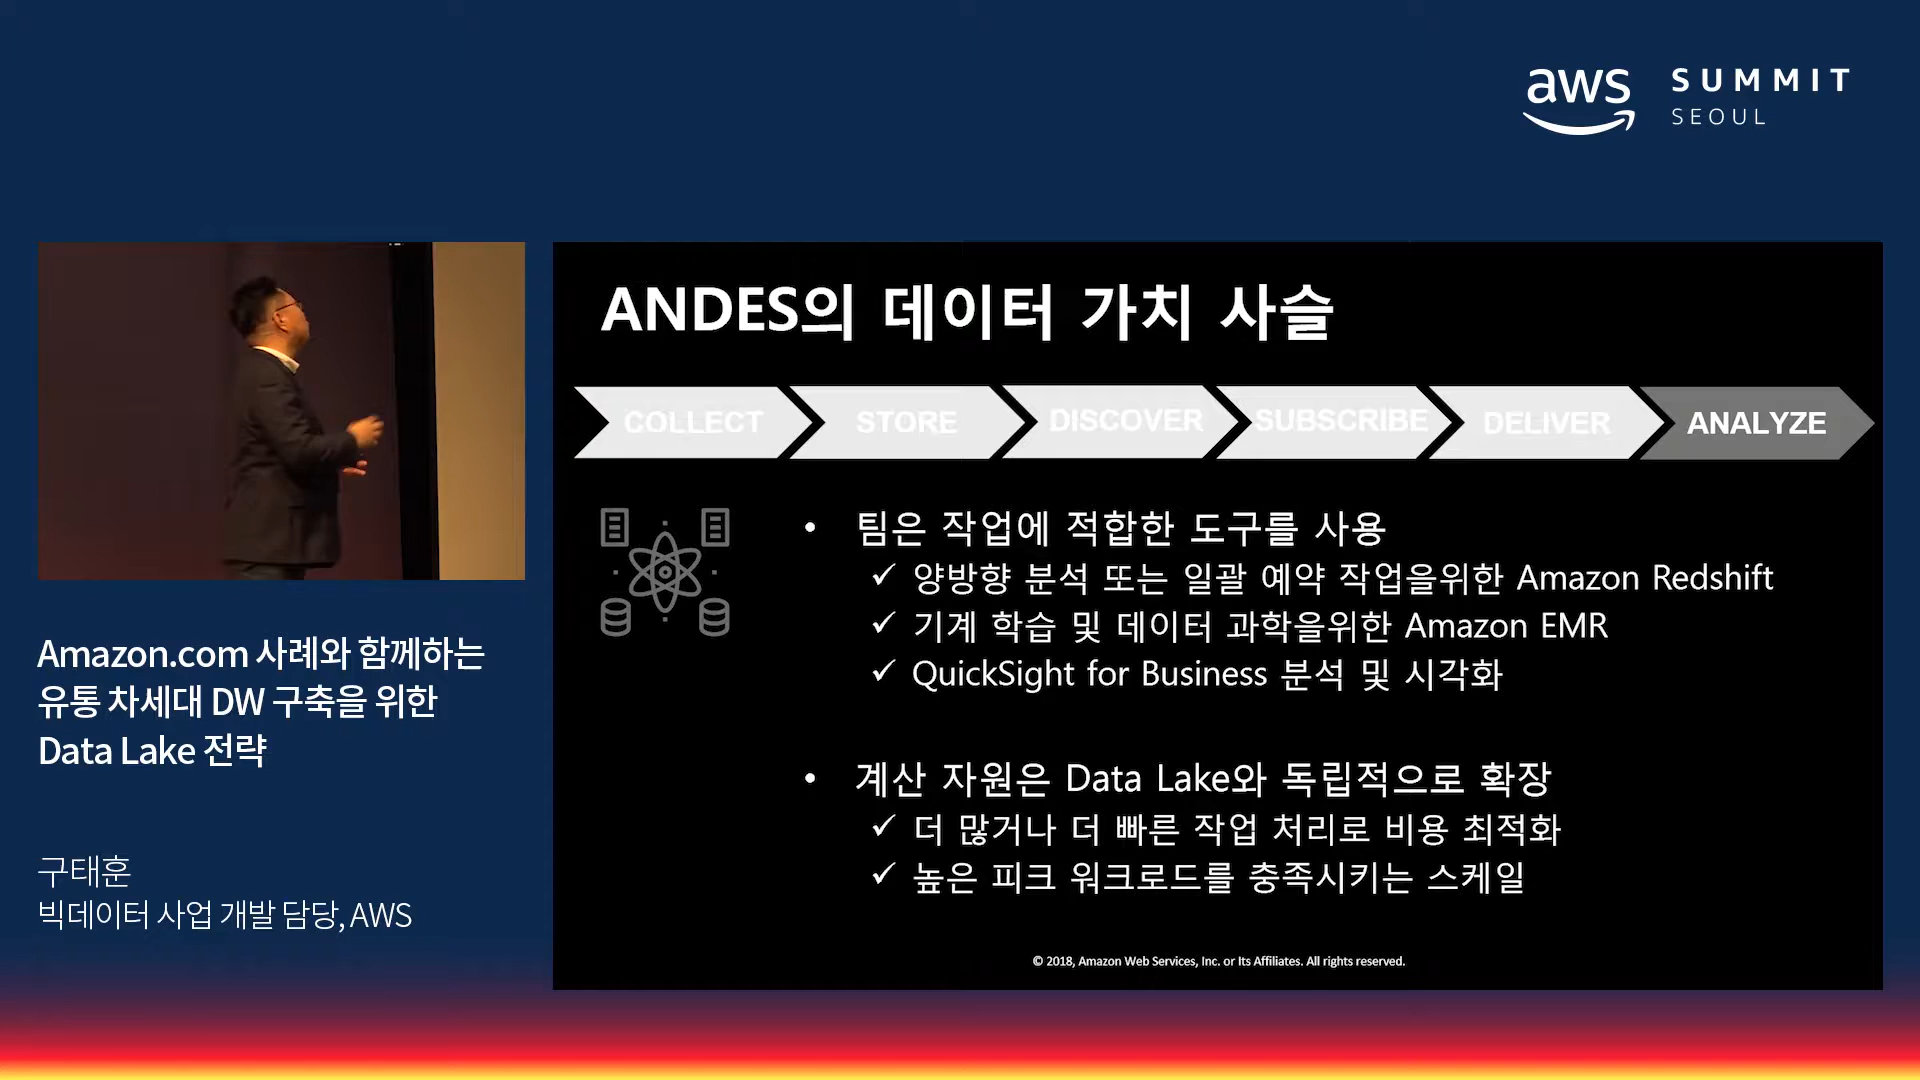 aws
SUMMIT
SEOUL
ANDES의 데이터 가치 사슬
COLLECT
STORE
DISCOVER
SUBSCRIBE
DELIVER
ANALYZE
• 팀은 작업에 적합한 도구를 사용
✓ 양방향 분석 또는 일괄 예약 작업을위한 Amazon Redshift
✓ 기계 학습 및 데이터 과학을위한 Amazon EMR
✓ QuickSight for Business 분석 및 시각화
• 계산 자원은 Data Lake와 독립적으로 확장
✓ 더 많거나 더 빠른 작업 처리로 비용 최적화
✓ 높은 피크 워크로드를 충족시키는 스케일
© 2018, Amazon Web Services, Inc. or Its Affiliates. All rights reserved.
Amazon.com 사례와 함께하는
유통 차세대 DW 구축을 위한
Data Lake 전략
구태훈
빅데이터 사업 개발 담당, AWS